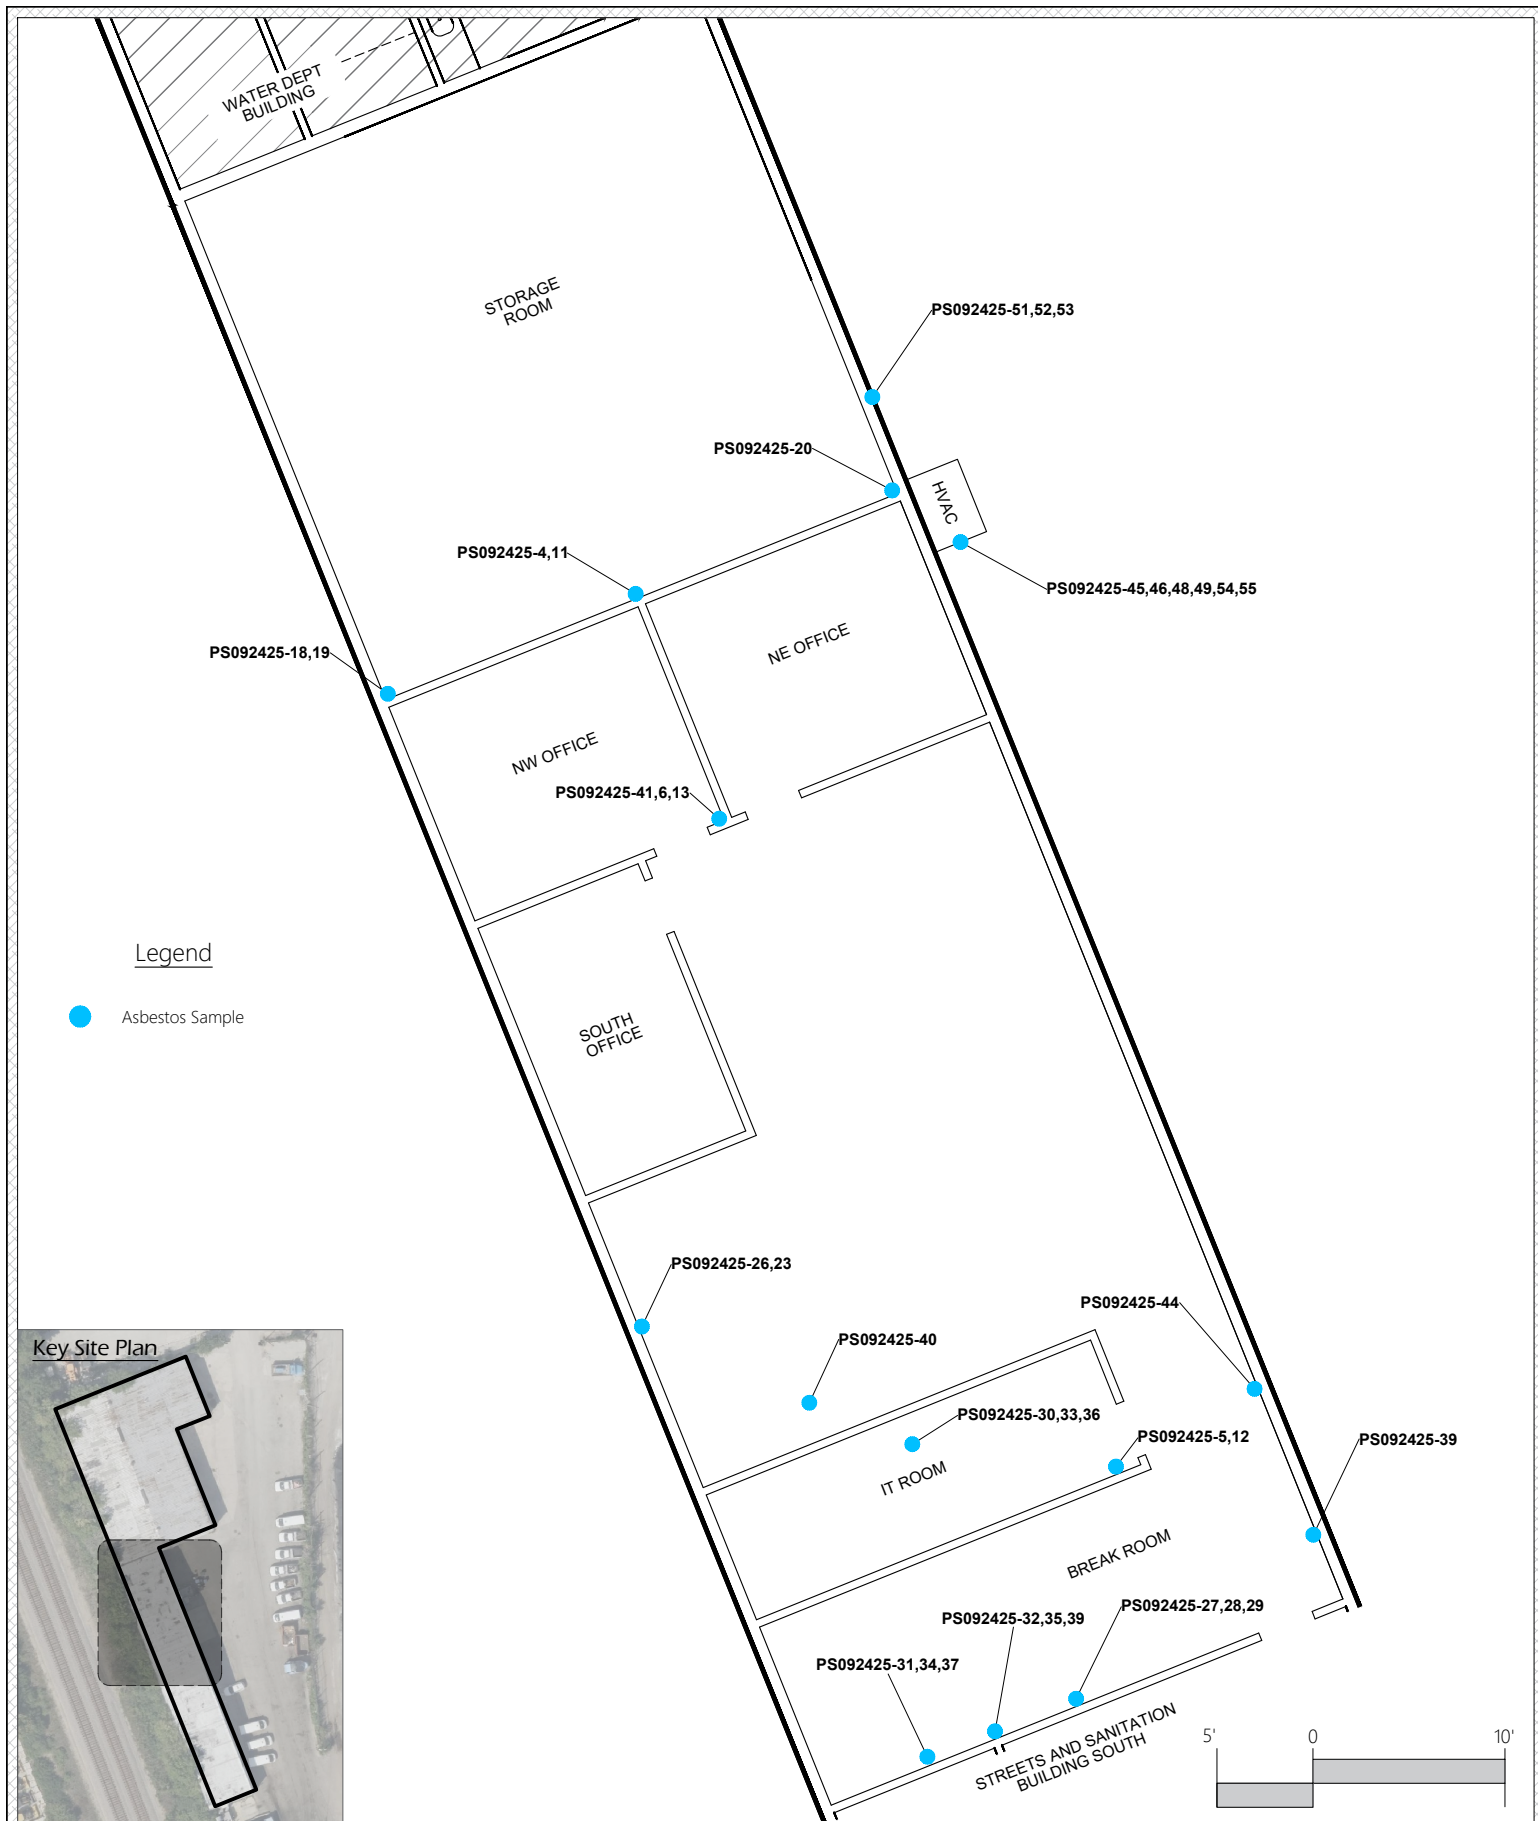 WATER DEPT
BUILDING
STORAGE
ROOM
PS092425-51,52,53
PS092425-20
HVAC
PS092425-4,11
PS092425-45,46,48,49,54,55
NE OFFICE
PS092425-18,19
NW OFFICE
PS092425-41,6,13
Legend
Asbestos Sample
SOUTH
OFFICE
PS092425-26,23
PS092425-44
PS092425-40
Key Site Plan
PS092425-30,33,36
PS092425-5,12
PS092425-39
IT ROOM
BREAK ROOM
PS092425-27,28,29
PS092425-32,35,39
PS092425-31,34,37
STREETS AND SANITATION
BUILDING SOUTH
5' 0 10'